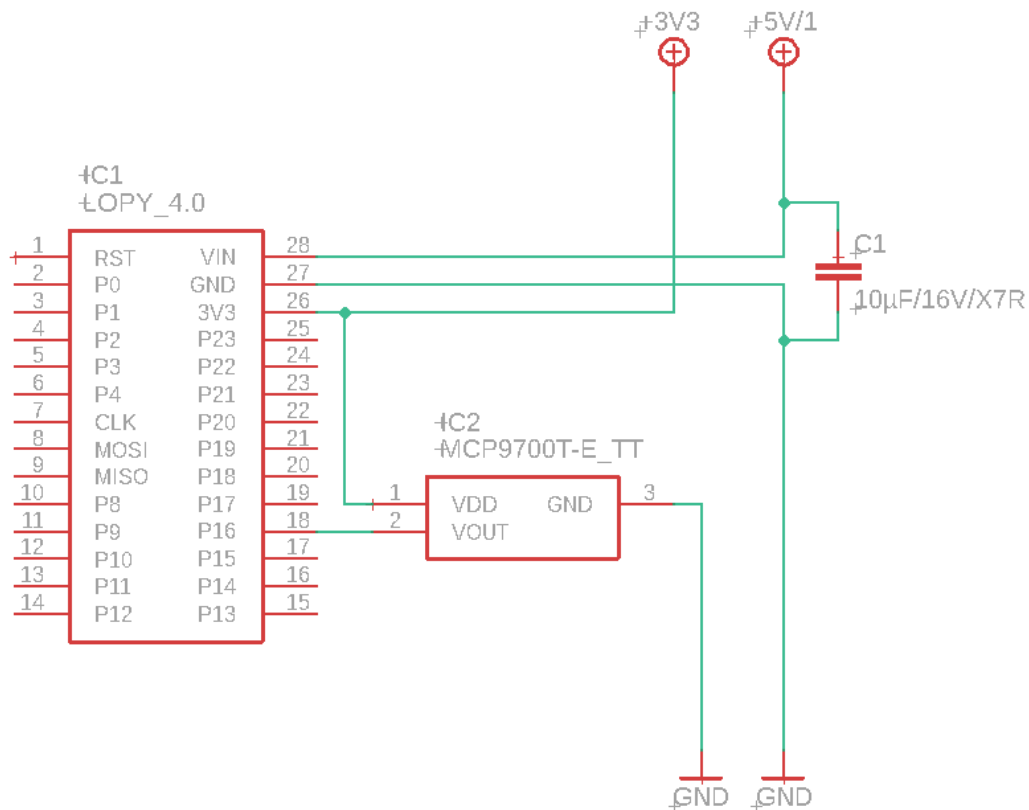 +3V3
+5V/1
IC1
LOPY_4.0
1 RST VIN 28
2 P0 GND 27
3 P1 3V3 26
4 P2 P23 25
5 P3 P22 24
6 P4 P21 23
7 CLK P20 22
8 MOSI P19 21
9 MISO P18 20
10 P8 P17 19
11 P9 P16 18
12 P10 P15 17
13 P11 P14 16
14 P12 P13 15
C1
10µF/16V/X7R
IC2
MCP9700T-E_TT
1 VDD GND 3
2 VOUT
GND
GND